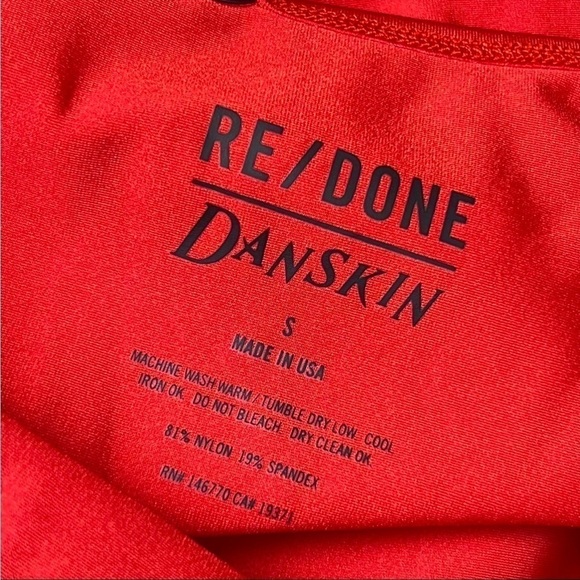 RE/DONE
DANSKIN
S
MADE IN USA
MACHINE WASH WARM / TUMBLE DRY LOW COOL
IRON OK DO NOT BLEACH DRY CLEAN OK
81% NYLON 19% SPANDEX
RN# 146770 CA# 19371